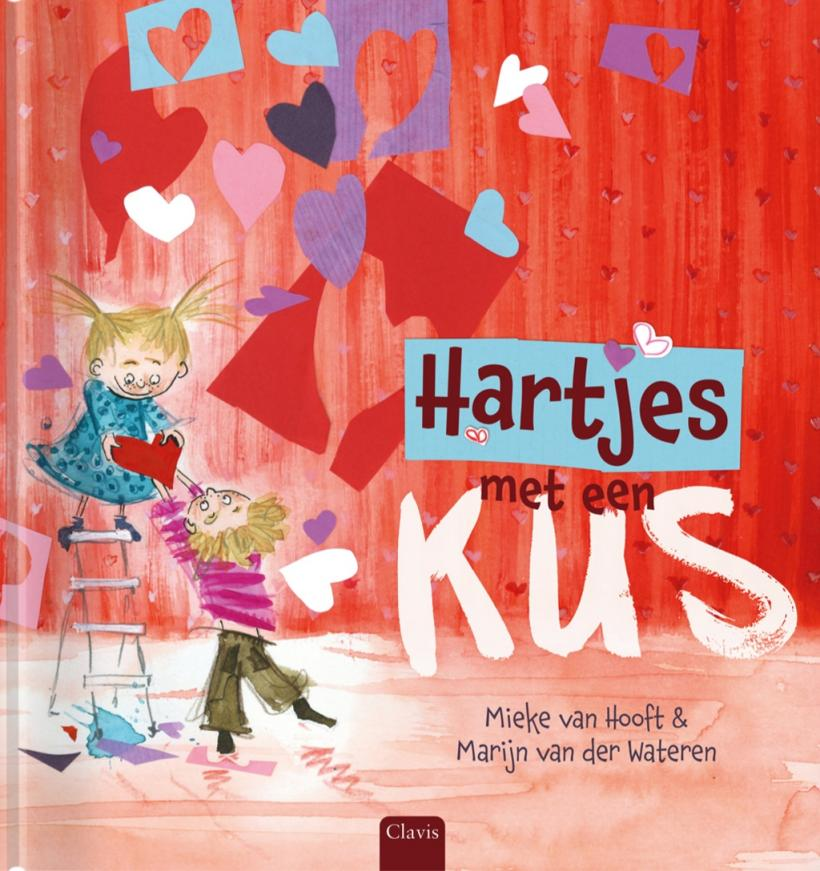 Hartjes
met een
KUS
Mieke van Hooft &
Marijn van der Wateren
Clavis